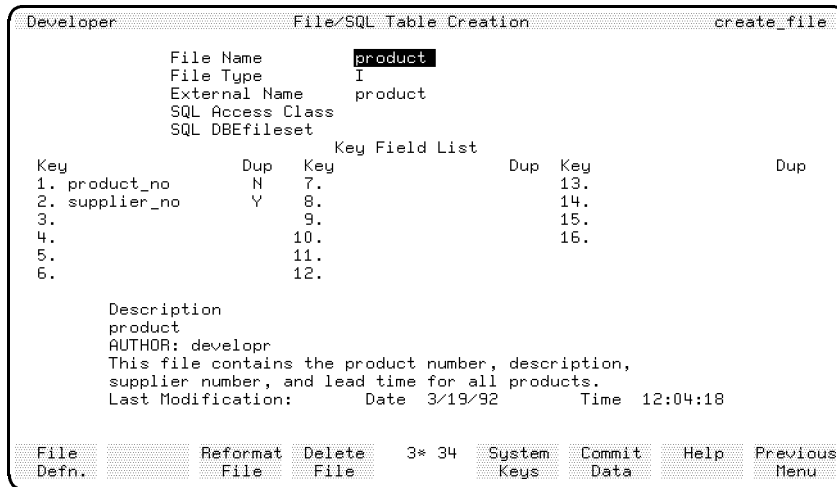 Developer File/SQL Table Creation create_file
File Name product
File Type I
External Name product
SQL Access Class
SQL DBEfileset
Key Field List
Key Dup Key Dup Key Dup
1. product_no N 7. 13.
2. supplier_no Y 8. 14.
3. 9. 15.
4. 10. 16.
5. 11.
6. 12.
Description
product
AUTHOR: developr
This file contains the product number, description,
supplier number, and lead time for all products.
Last Modification: Date 3/19/92 Time 12:04:18
File Reformat Delete 3* 34 System Commit Help Previous
Defn. File File Keys Data Menu